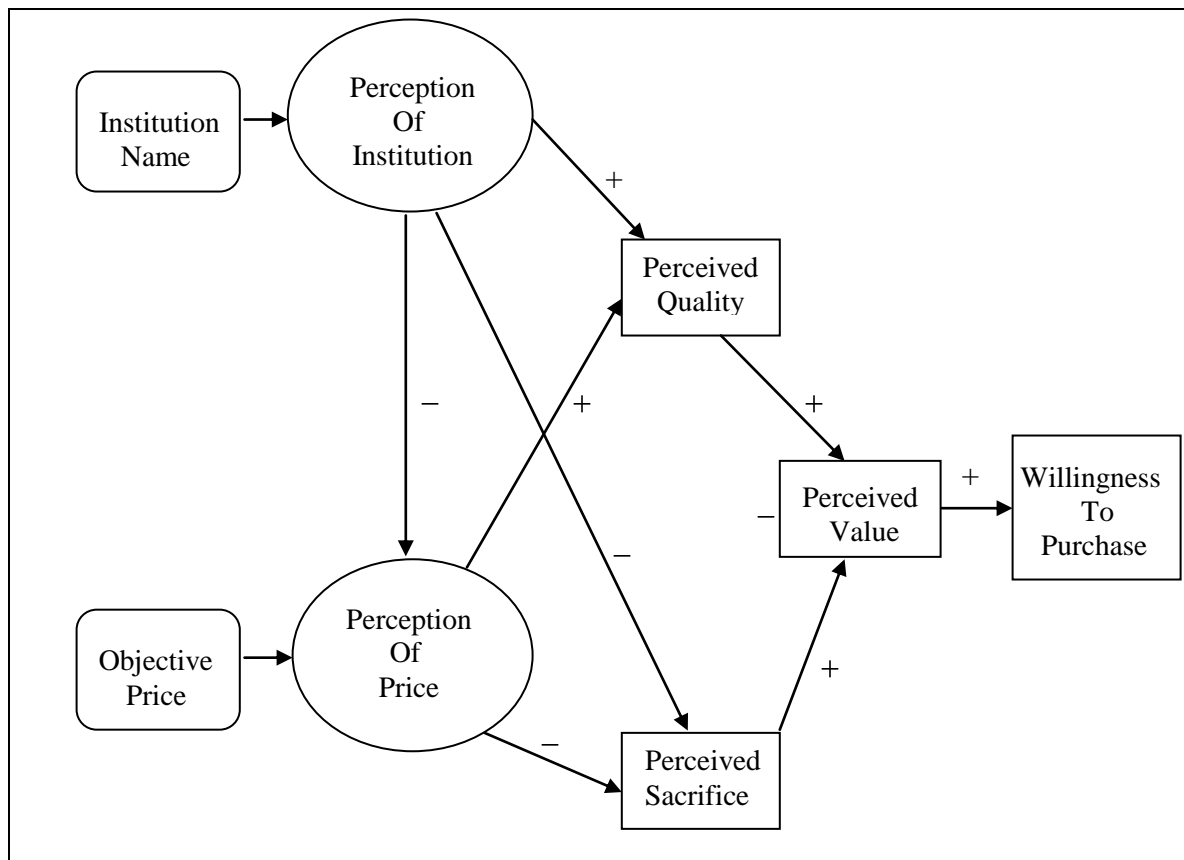 Institution
Name
Perception
Of
Institution
+
Perceived
Quality
–
+
+
Perceived
Value
–
+
Willingness
To
Purchase
–
Objective
Price
Perception
Of
Price
–
Perceived
Sacrifice
+